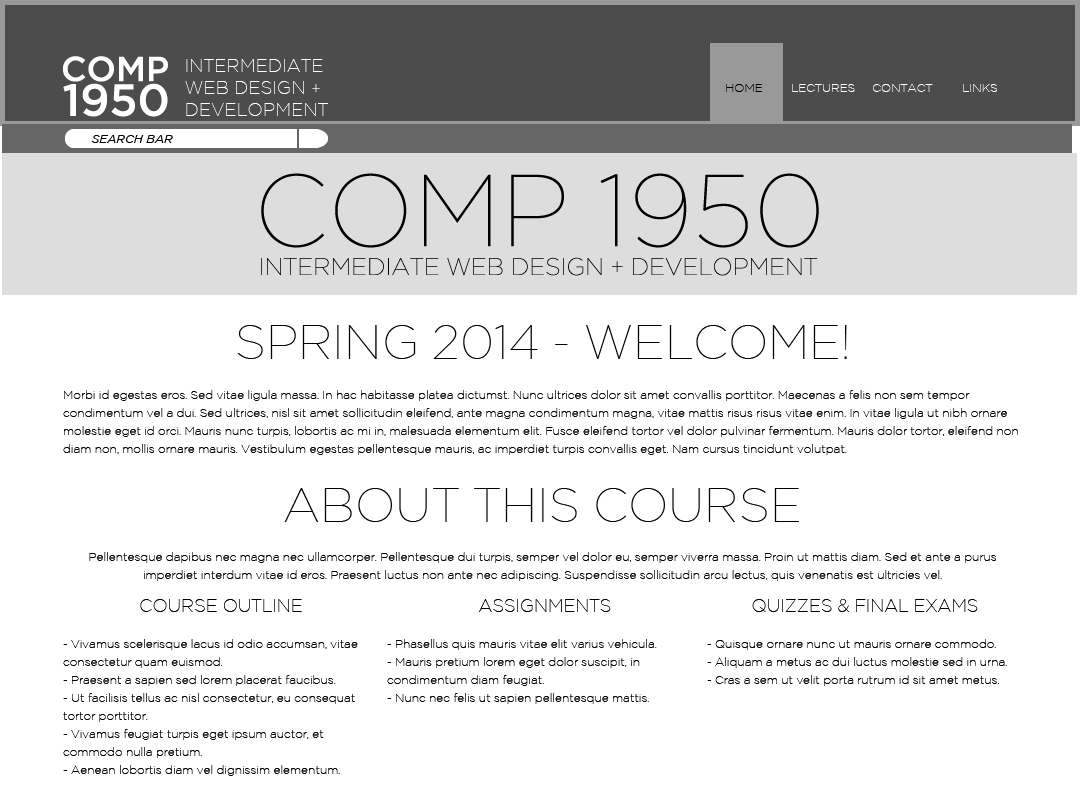 COMP
1950
INTERMEDIATE
WEB DESIGN +
DEVELOPMENT
HOME LECTURES CONTACT LINKS
SEARCH BAR
COMP 1950
INTERMEDIATE WEB DESIGN + DEVELOPMENT
SPRING 2014 - WELCOME!
Morbi id egestas eros. Sed vitae ligula massa. In hac habitasse platea dictumst. Nunc ultrices dolor sit amet convallis porttitor. Maecenas a felis non sem tempor
condimentum vel a dui. Sed ultrices, nisl sit amet sollicitudin eleifend, ante magna condimentum magna, vitae mattis risus risus vitae enim. In vitae ligula ut nibh ornare
molestie eget id orci. Mauris nunc turpis, lobortis ac mi in, malesuada elementum elit. Fusce eleifend tortor vel dolor pulvinar fermentum. Mauris dolor tortor, eleifend non
diam non, mollis ornare mauris. Vestibulum egestas pellentesque mauris, ac imperdiet turpis convallis eget. Nam cursus tincidunt volutpat.
ABOUT THIS COURSE
Pellentesque dapibus nec magna nec ullamcorper. Pellentesque dui turpis, semper vel dolor eu, semper viverra massa. Proin ut mattis diam. Sed et ante a purus
imperdiet interdum vitae id eros. Praesent luctus non ante nec adipiscing. Suspendisse sollicitudin arcu lectus, quis venenatis est ultricies vel.
COURSE OUTLINE
- Vivamus scelerisque lacus id odio accumsan, vitae
consectetur quam euismod.
- Praesent a sapien sed lorem placerat faucibus.
- Ut facilisis tellus ac nisl consectetur, eu consequat
tortor porttitor.
- Vivamus feugiat turpis eget ipsum auctor, et
commodo nulla pretium.
- Aenean lobortis diam vel dignissim elementum.
ASSIGNMENTS
- Phasellus quis mauris vitae elit varius vehicula.
- Mauris pretium lorem eget dolor suscipit, in
condimentum diam feugiat.
- Nunc nec felis ut sapien pellentesque mattis.
QUIZZES & FINAL EXAMS
- Quisque ornare nunc ut mauris ornare commodo.
- Aliquam a metus ac dui luctus molestie sed in urna.
- Cras a sem ut velit porta rutrum id sit amet metus.